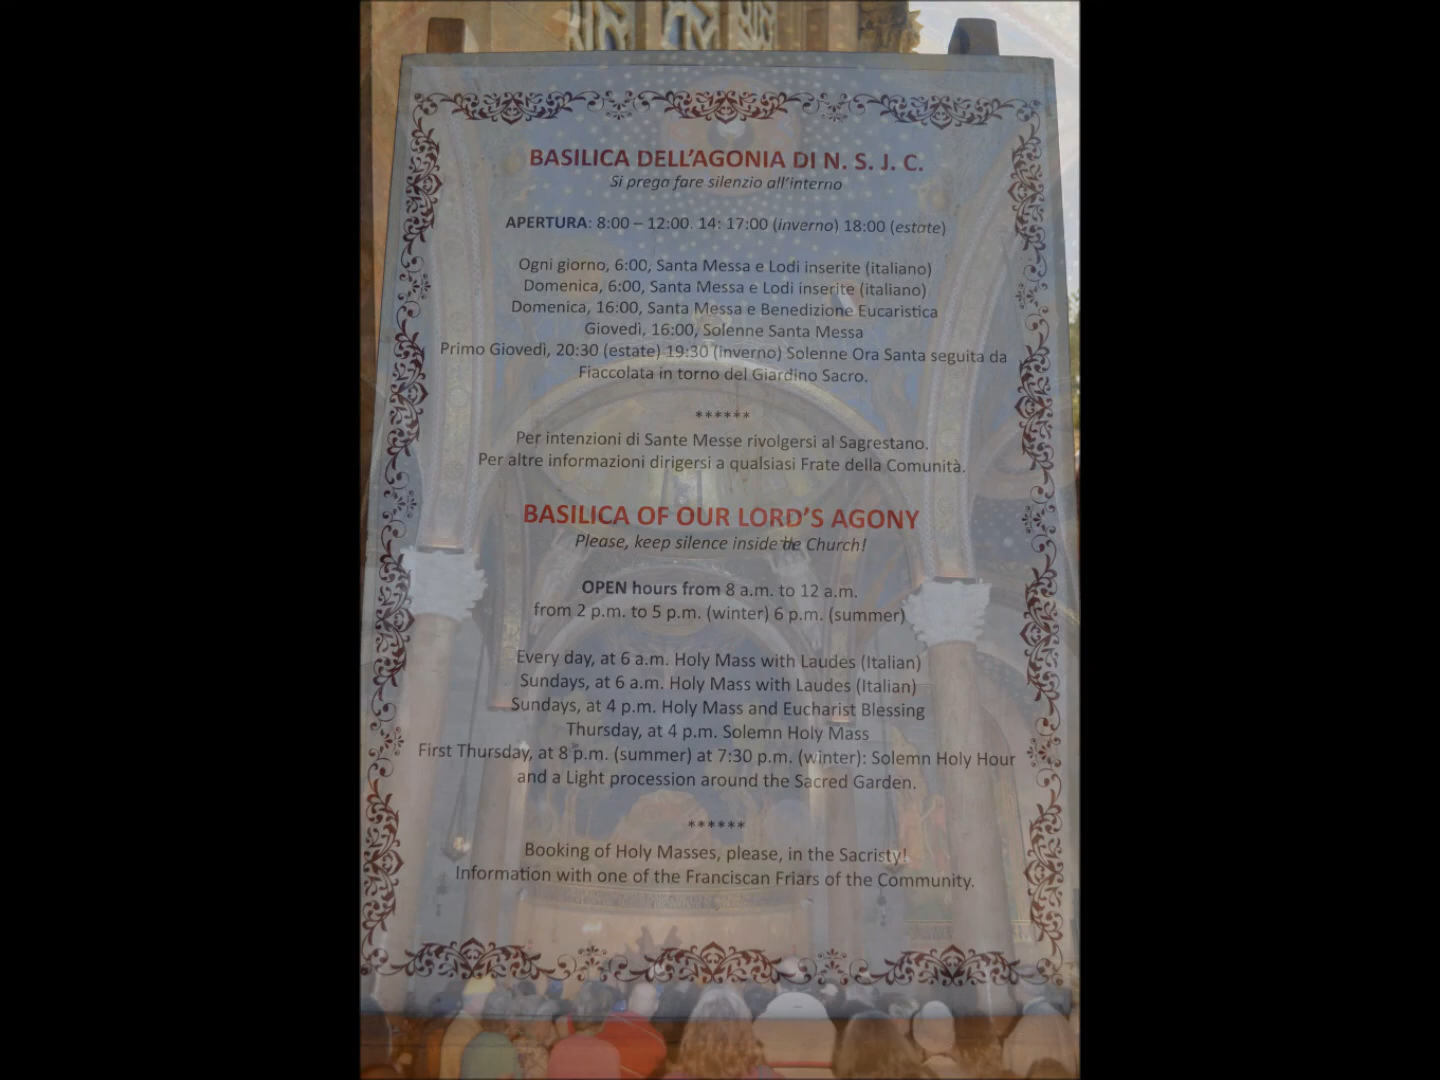 BASILICA DELL'AGONIA DI N. S. J. C.
Si prega fare silenzio all'interno
APERTURA: 8:00 – 12:00. 14: 17:00 (inverno) 18:00 (estate)
Ogni giorno, 6:00, Santa Messa e Lodi inserite (italiano)
Domenica, 6:00, Santa Messa e Lodi inserite (italiano)
Domenica, 16:00, Santa Messa e Benedizione Eucaristica
Giovedì, 16:00, Solenne Santa Messa
Primo Giovedì, 20:30 (estate) 19:30 (inverno) Solenne Ora Santa seguita da
Fiaccolata in torno del Giardino Sacro.
******
Per intenzioni di Sante Messe rivolgersi al Sagrestano.
Per altre informazioni dirigersi a qualsiasi Frate della Comunità.
BASILICA OF OUR LORD'S AGONY
Please, keep silence inside the Church!
OPEN hours from 8 a.m. to 12 a.m.
from 2 p.m. to 5 p.m. (winter) 6 p.m. (summer)
Every day, at 6 a.m. Holy Mass with Laudes (Italian)
Sundays, at 6 a.m. Holy Mass with Laudes (Italian)
Sundays, at 4 p.m. Holy Mass and Eucharist Blessing
Thursday, at 4 p.m. Solemn Holy Mass
First Thursday, at 8 p.m. (summer) at 7:30 p.m. (winter): Solemn Holy Hour
and a Light procession around the Sacred Garden.
******
Booking of Holy Masses, please, in the Sacristy!
Information with one of the Franciscan Friars of the Community.